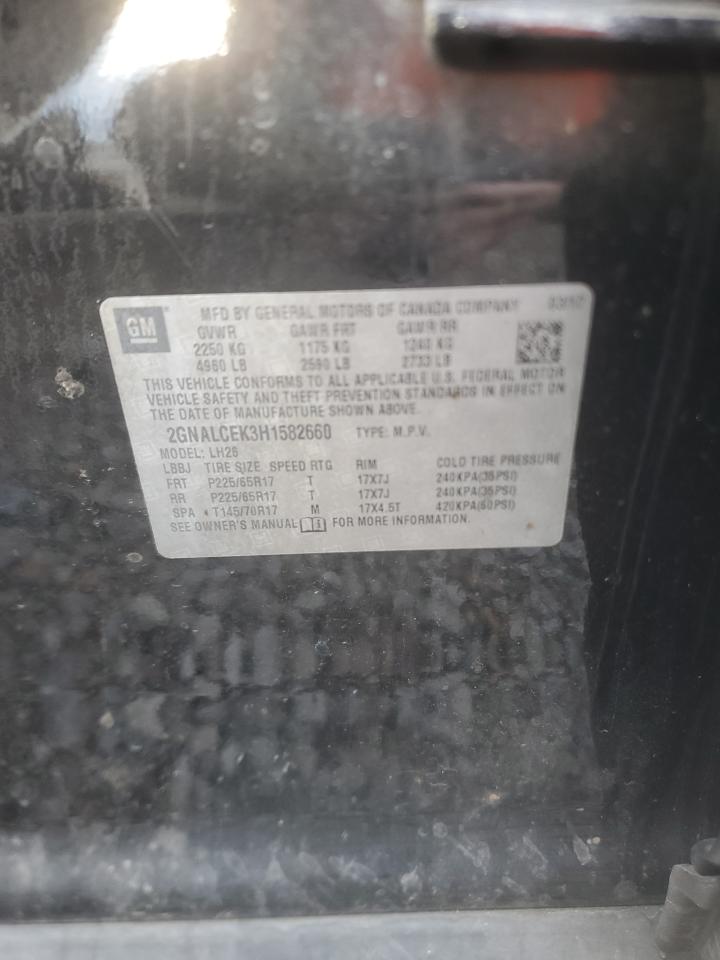 GM
MFD BY GENERAL MOTORS OF CANADA COMPANY 03/17
GVWR GAWR FRT GAWR RR
2250 KG 1175 KG 1240 KG
4960 LB 2590 LB 2733 LB
THIS VEHICLE CONFORMS TO ALL APPLICABLE U.S. FEDERAL MOTOR
VEHICLE SAFETY AND THEFT PREVENTION STANDARDS IN EFFECT ON
THE DATE OF MANUFACTURE SHOWN ABOVE.
2GNALCEK3H1582660 TYPE: M.P.V.
MODEL: LH26
LBBJ TIRE SIZE SPEED RTG RIM COLD TIRE PRESSURE
FRT P225/65R17 T 17X7J 240KPA(35PSI)
RR P225/65R17 T 17X7J 240KPA(35PSI)
SPA T145/70R17 M 17X4.5T 420KPA(60PSI)
SEE OWNER'S MANUAL FOR MORE INFORMATION.